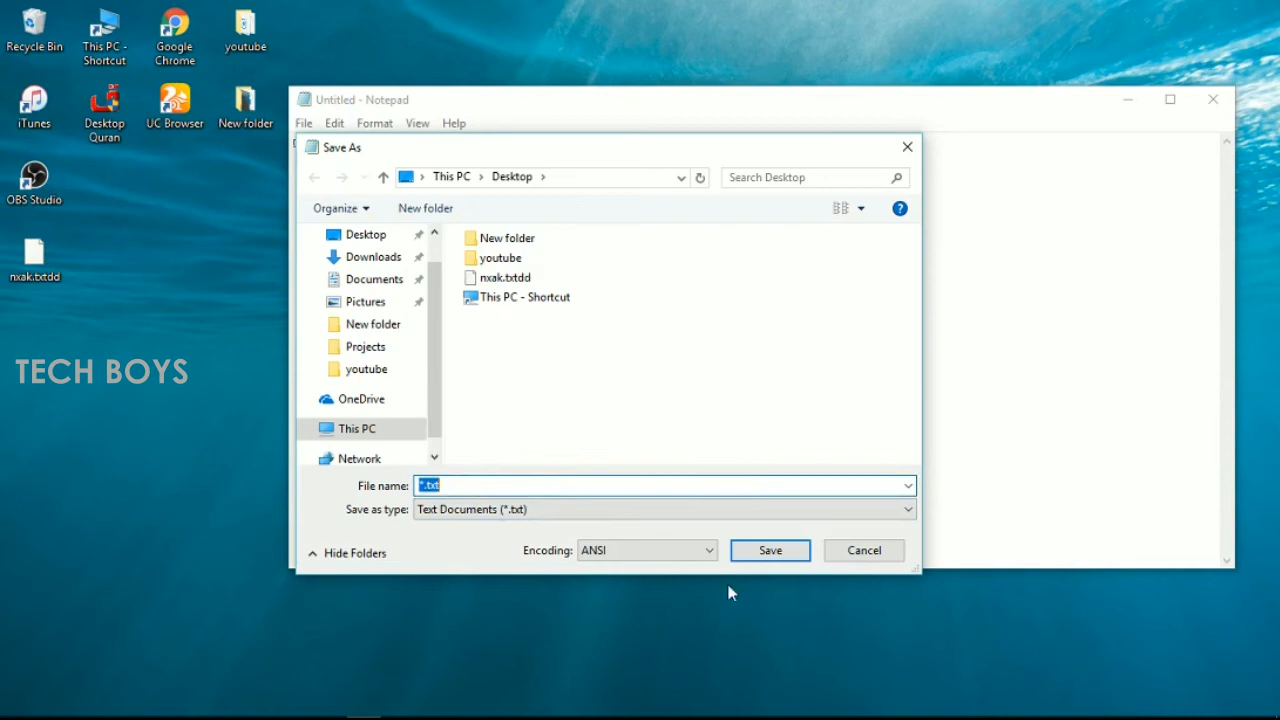 Recycle Bin
This PC -
Shortcut
Google
Chrome
youtube
iTunes
Desktop
Quran
UC Browser
New folder
OBS Studio
nxak.txtdd
TECH BOYS
Untitled - Notepad
File Edit Format View Help
Save As
This PC > Desktop >
Search Desktop
Organize New folder
Desktop
Downloads
Documents
Pictures
New folder
Projects
youtube
OneDrive
This PC
Network
New folder
youtube
nxak.txtdd
This PC - Shortcut
File name: *.txt
Save as type: Text Documents (*.txt)
Hide Folders
Encoding: ANSI
Save
Cancel